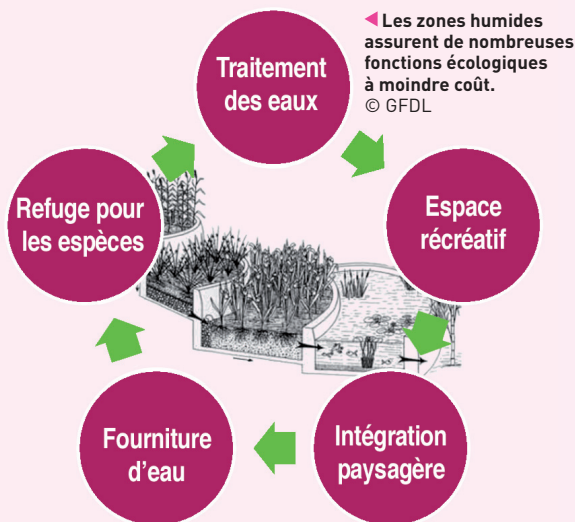 Les zones humides
assurent de nombreuses
fonctions écologiques
à moindre coût.
© GFDL
Traitement
des eaux
Espace
récréatif
Intégration
paysagère
Fourniture
d’eau
Refuge pour
les espèces